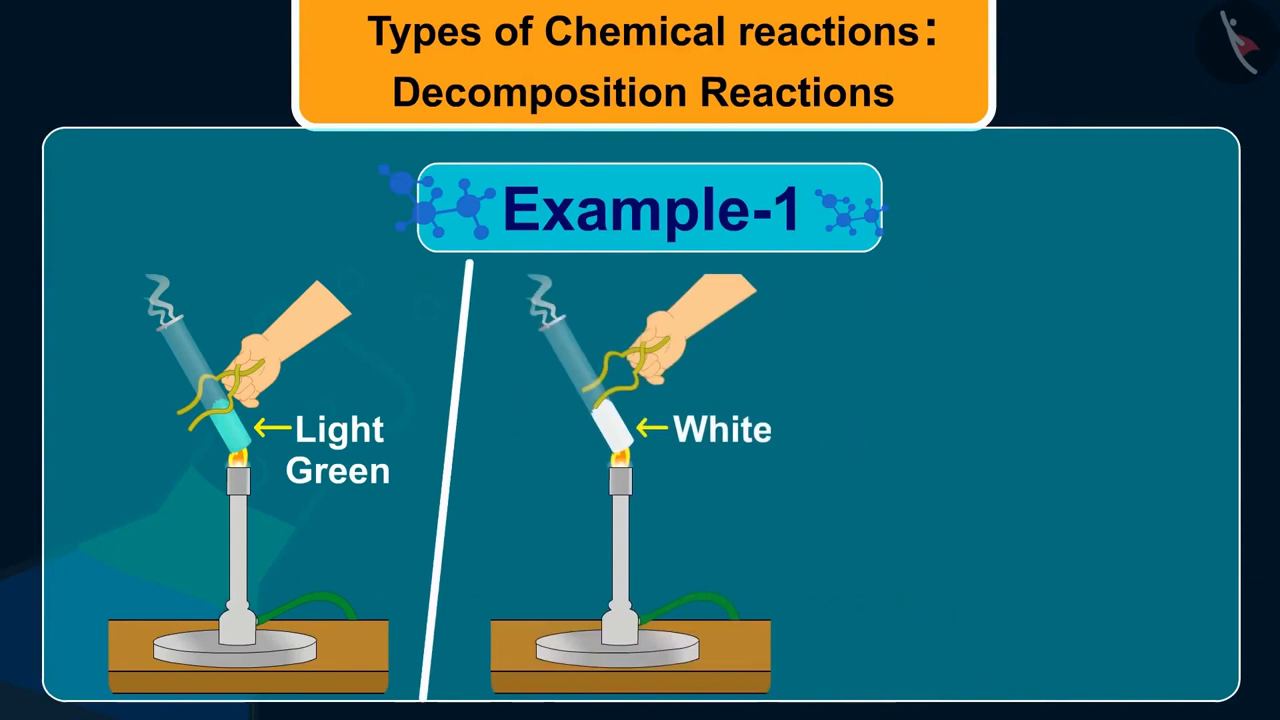 Types of Chemical reactions:
Decomposition Reactions
Example-1
←Light
Green
←White